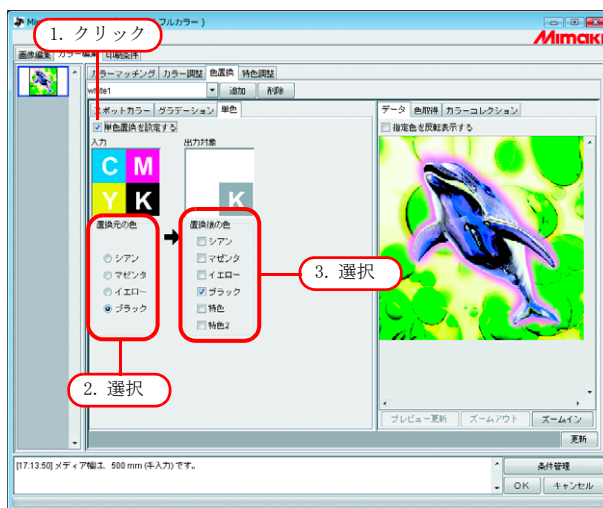 1. クリック
フルカラー )
Mimaki
画像編集 カラー編集 印刷条件
カラーマッチング カラー調整 色置換 特色調整
white1 追加 削除
スポットカラー グラデーション 単色
単色置換を設定する
入力 出力対象
C M
Y K K
置換元の色 置換後の色
シアン シアン
マゼンタ マゼンタ
イエロー イエロー
ブラック ブラック
特色
特色2
2. 選択
3. 選択
データ 色取得 カラーコレクション
指定色を反転表示する
プレビュー更新 ズームアウト ズームイン
更新
[17:13:50] メディア幅は、500 mm (手入力) です。
条件管理
OK キャンセル